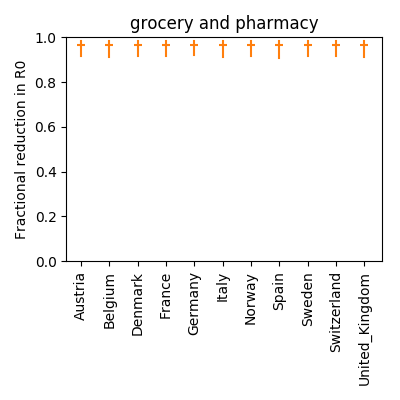 grocery and pharmacy
Fractional reduction in R0
1.0
0.8
0.6
0.4
0.2
0.0
Austria
Belgium
Denmark
France
Germany
Italy
Norway
Spain
Sweden
Switzerland
United_Kingdom